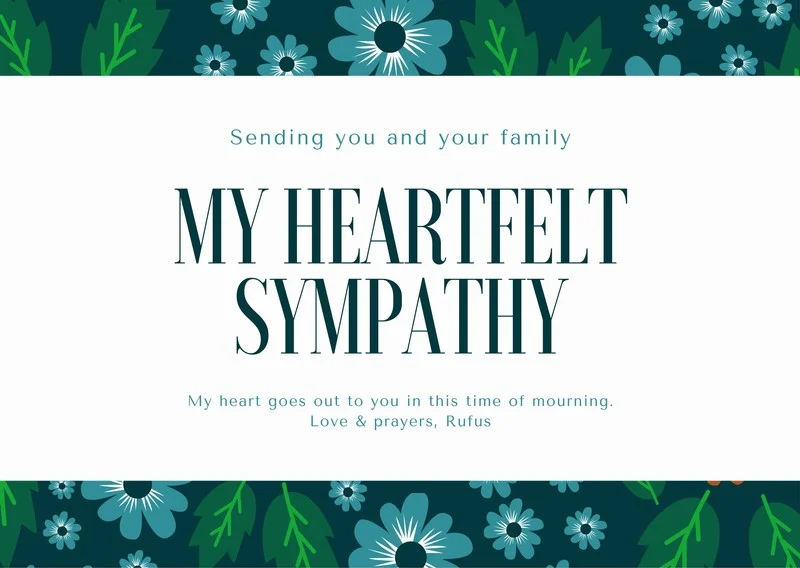 Sending you and your family
MY HEARTFELT
SYMPATHY
My heart goes out to you in this time of mourning.
Love & prayers, Rufus